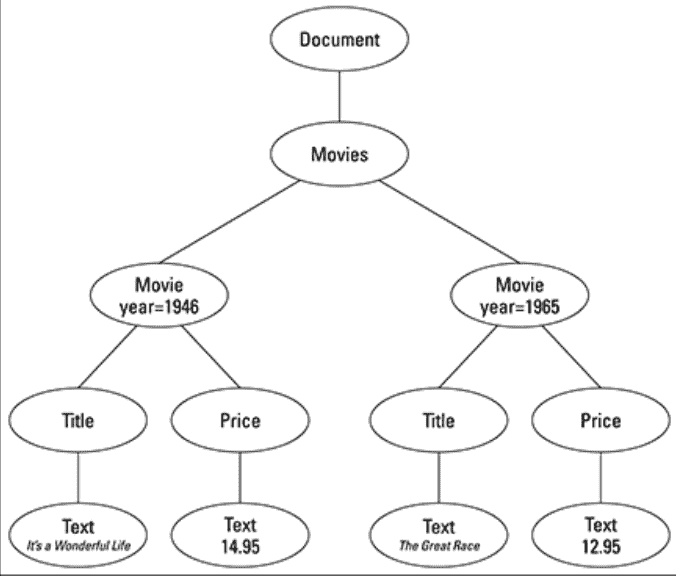 Document
Movies
Movie
year=1946
Movie
year=1965
Title
Price
Title
Price
Text
It's a Wonderful Life
Text
14.95
Text
The Great Race
Text
12.95